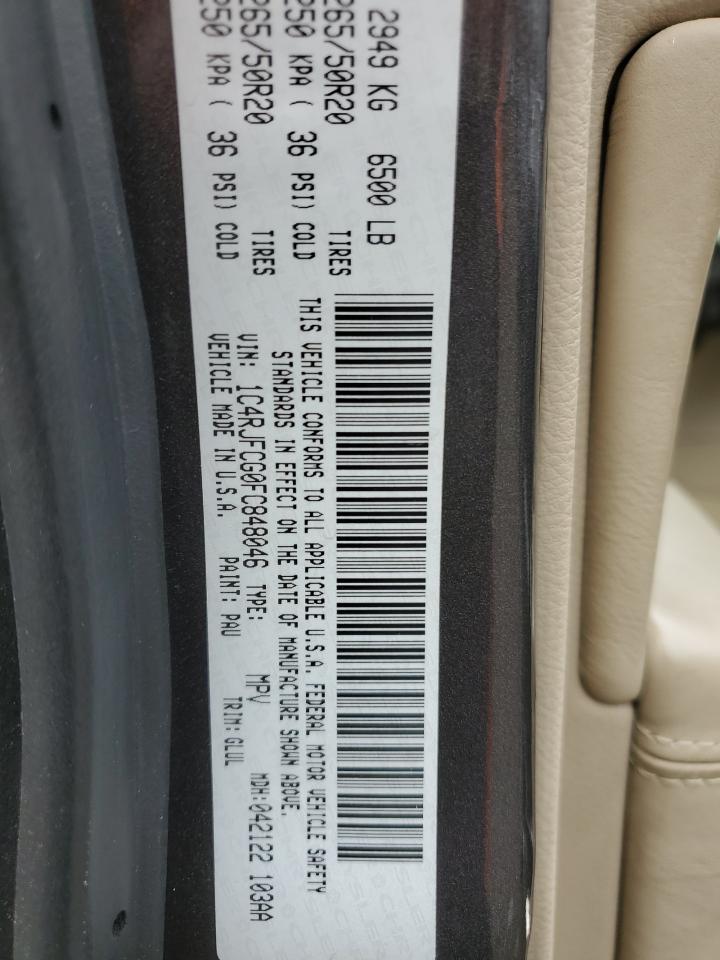 2949 KG 6500 LB
265/50R20 TIRES
250 KPA ( 36 PSI) COLD
265/50R20 TIRES
250 KPA ( 36 PSI) COLD
THIS VEHICLE CONFORMS TO ALL APPLICABLE U.S.A. FEDERAL MOTOR VEHICLE SAFETY
STANDARDS IN EFFECT ON THE DATE OF MANUFACTURE SHOWN ABOVE.
VIN: 1C4RJFCG0FC848046 TYPE: MPV MDH:042122 103AA
VEHICLE MADE IN U.S.A. PAINT: PAU TRIM:GLUL